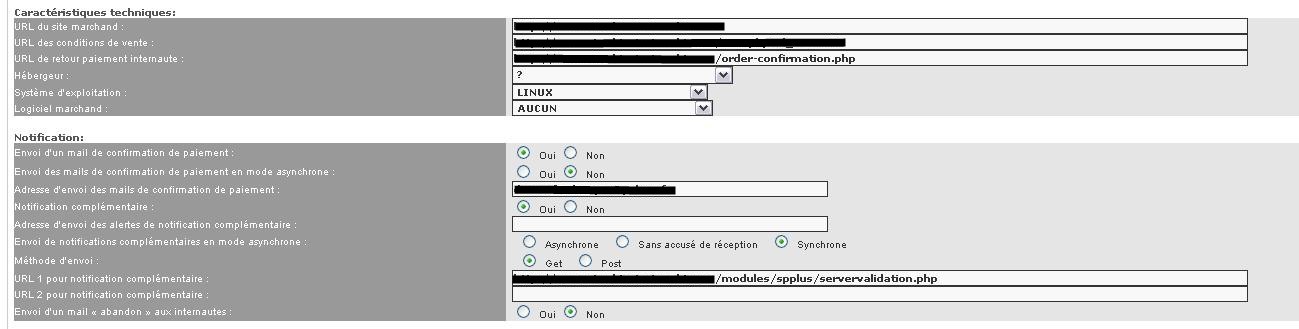 Caractéristiques techniques:
URL du site marchand :
URL des conditions de vente :
URL de retour paiement internaute : /order-confirmation.php
Hébergeur : ?
Système d'exploitation : LINUX
Logiciel marchand : AUCUN
Notification:
Envoi d'un mail de confirmation de paiement : Oui Non
Envoi des mails de confirmation de paiement en mode asynchrone : Oui Non
Adresse d'envoi des mails de confirmation de paiement :
Notification complémentaire : Oui Non
Adresse d'envoi des alertes de notification complémentaire :
Envoi de notifications complémentaires en mode asynchrone : Asynchrone Sans accusé de réception Synchrone
Méthode d'envoi : Get Post
URL 1 pour notification complémentaire : /modules/spplus/servervalidation.php
URL 2 pour notification complémentaire :
Envoi d'un mail « abandon » aux internautes : Oui Non